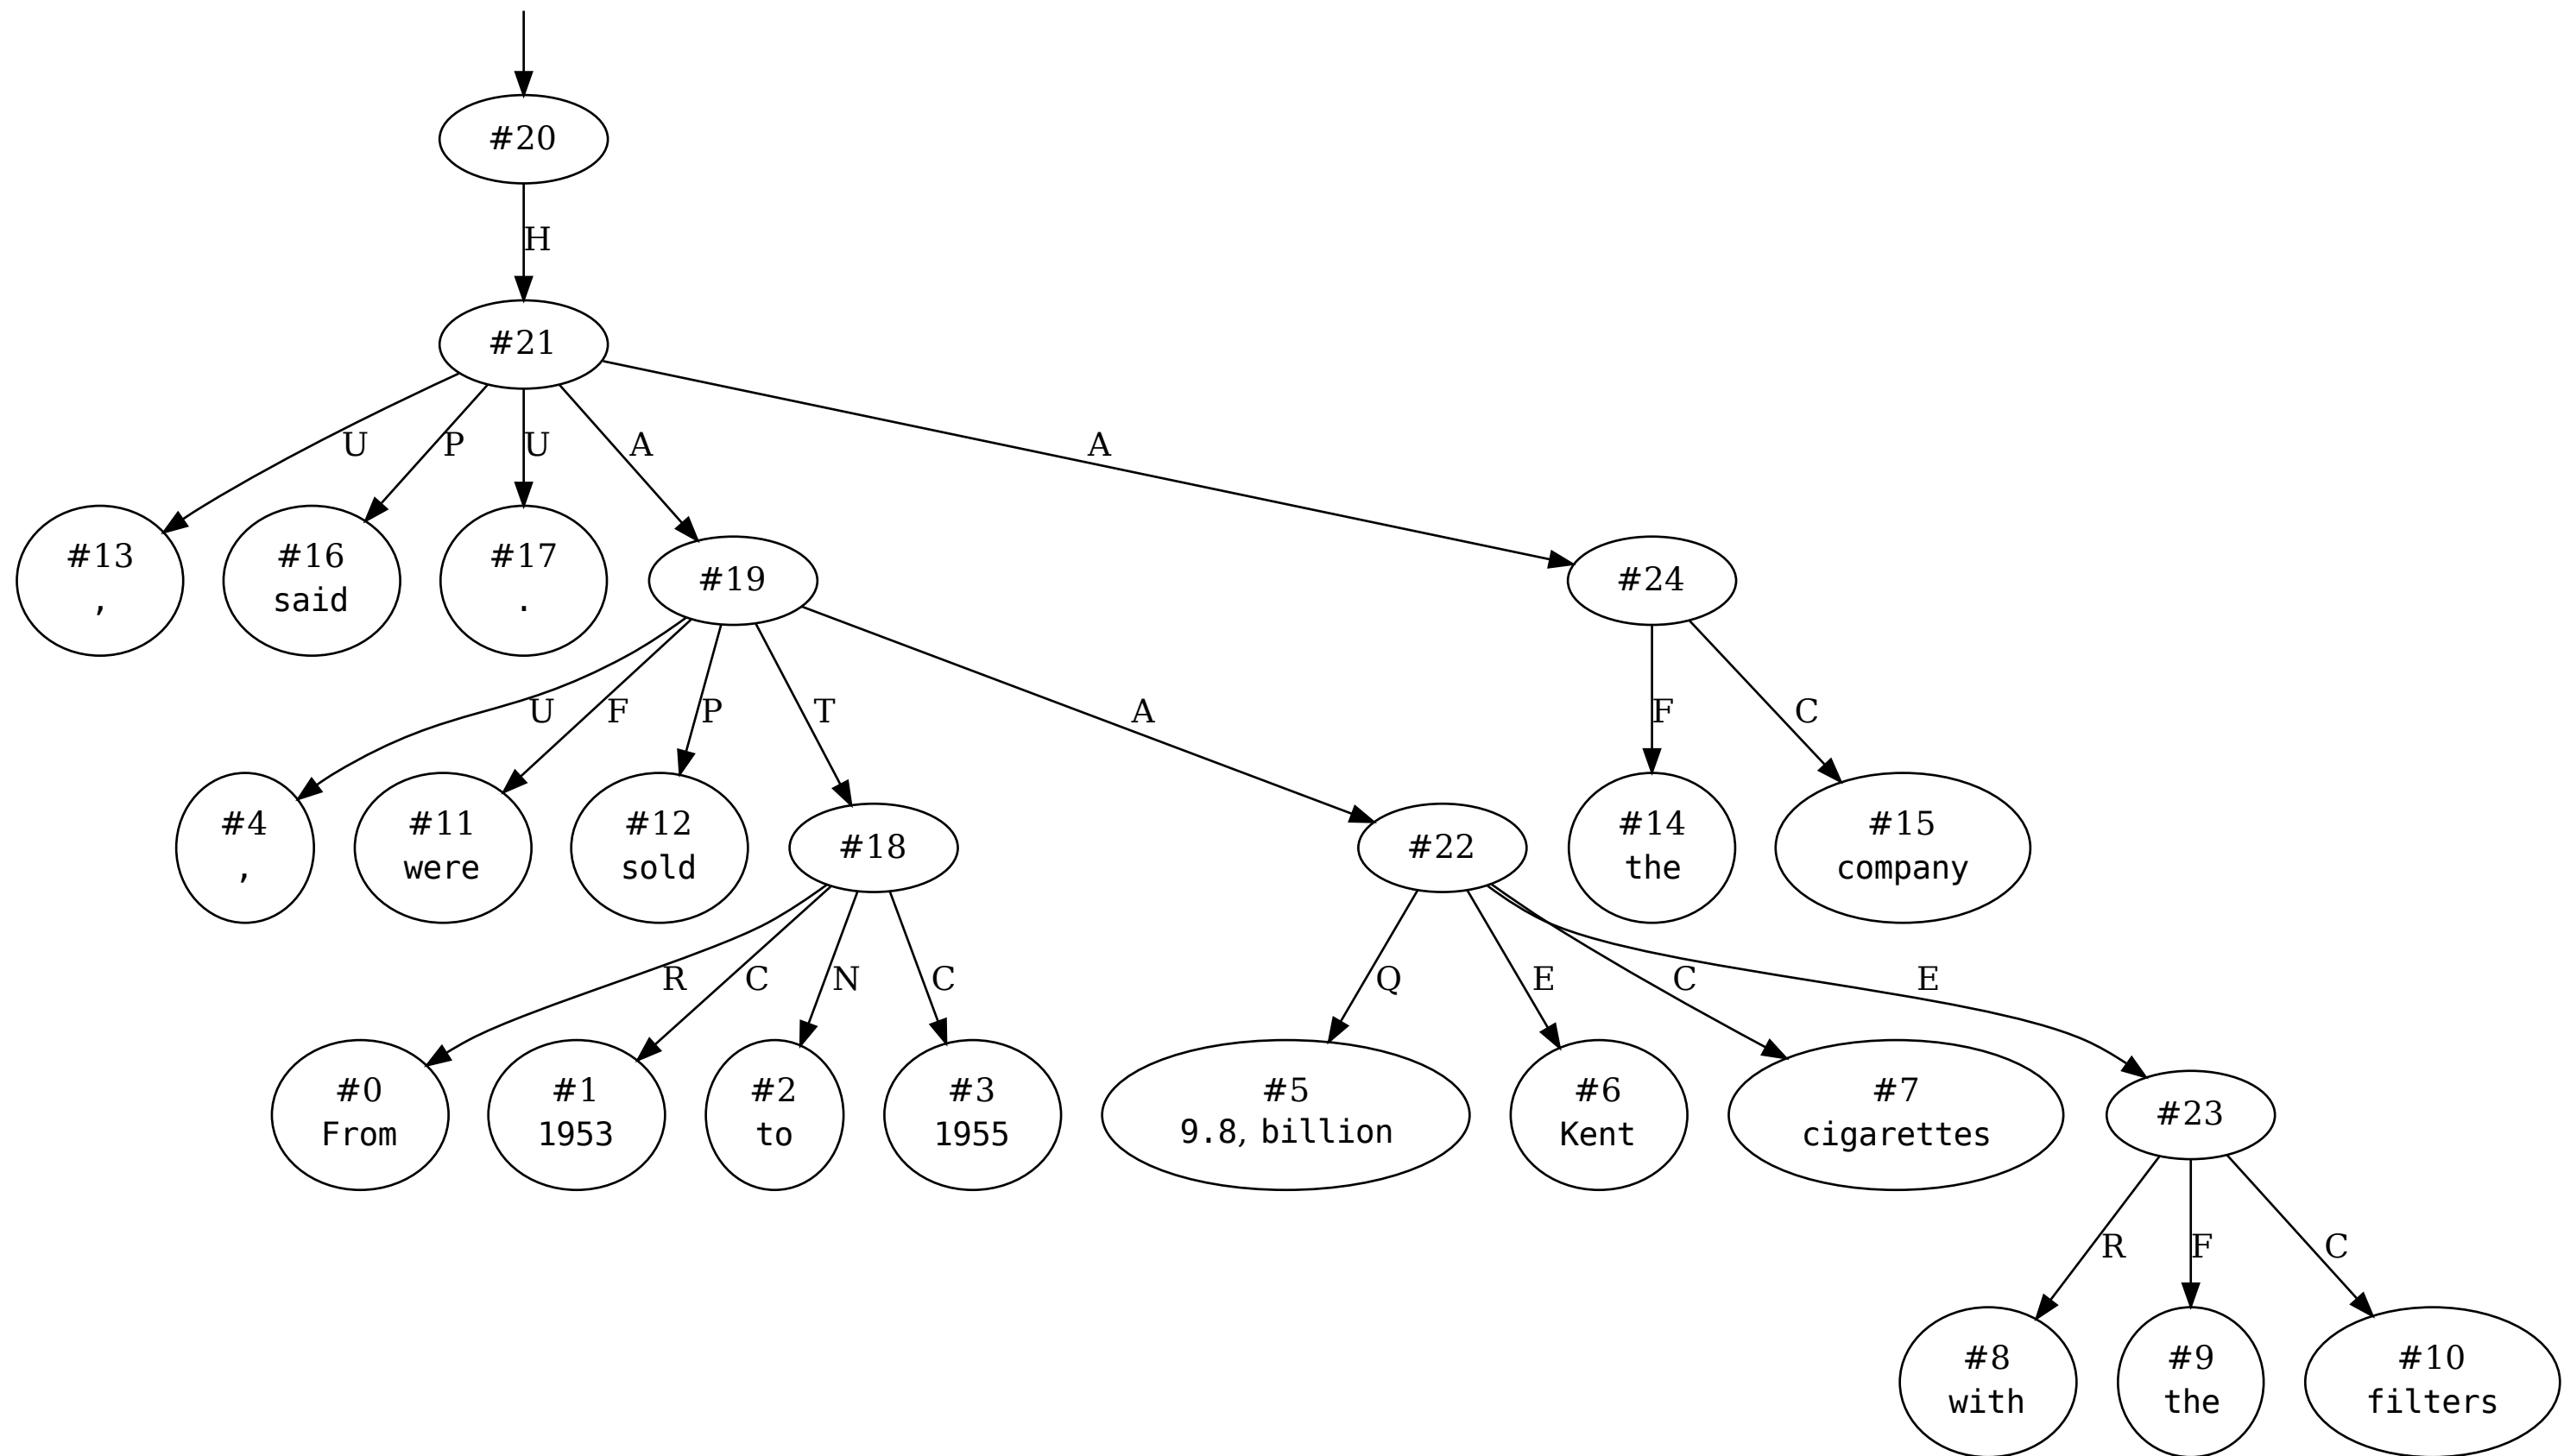 #20
H
#21
U
P
U
A
A
#13
,
#16
said
#17
.
#19
#24
U
F
P
T
A
F
C
#4
,
#11
were
#12
sold
#18
#22
#14
the
#15
company
R
C
N
C
Q
E
C
E
#0
From
#1
1953
#2
to
#3
1955
#5
9.8, billion
#6
Kent
#7
cigarettes
#23
R
F
C
#8
with
#9
the
#10
filters